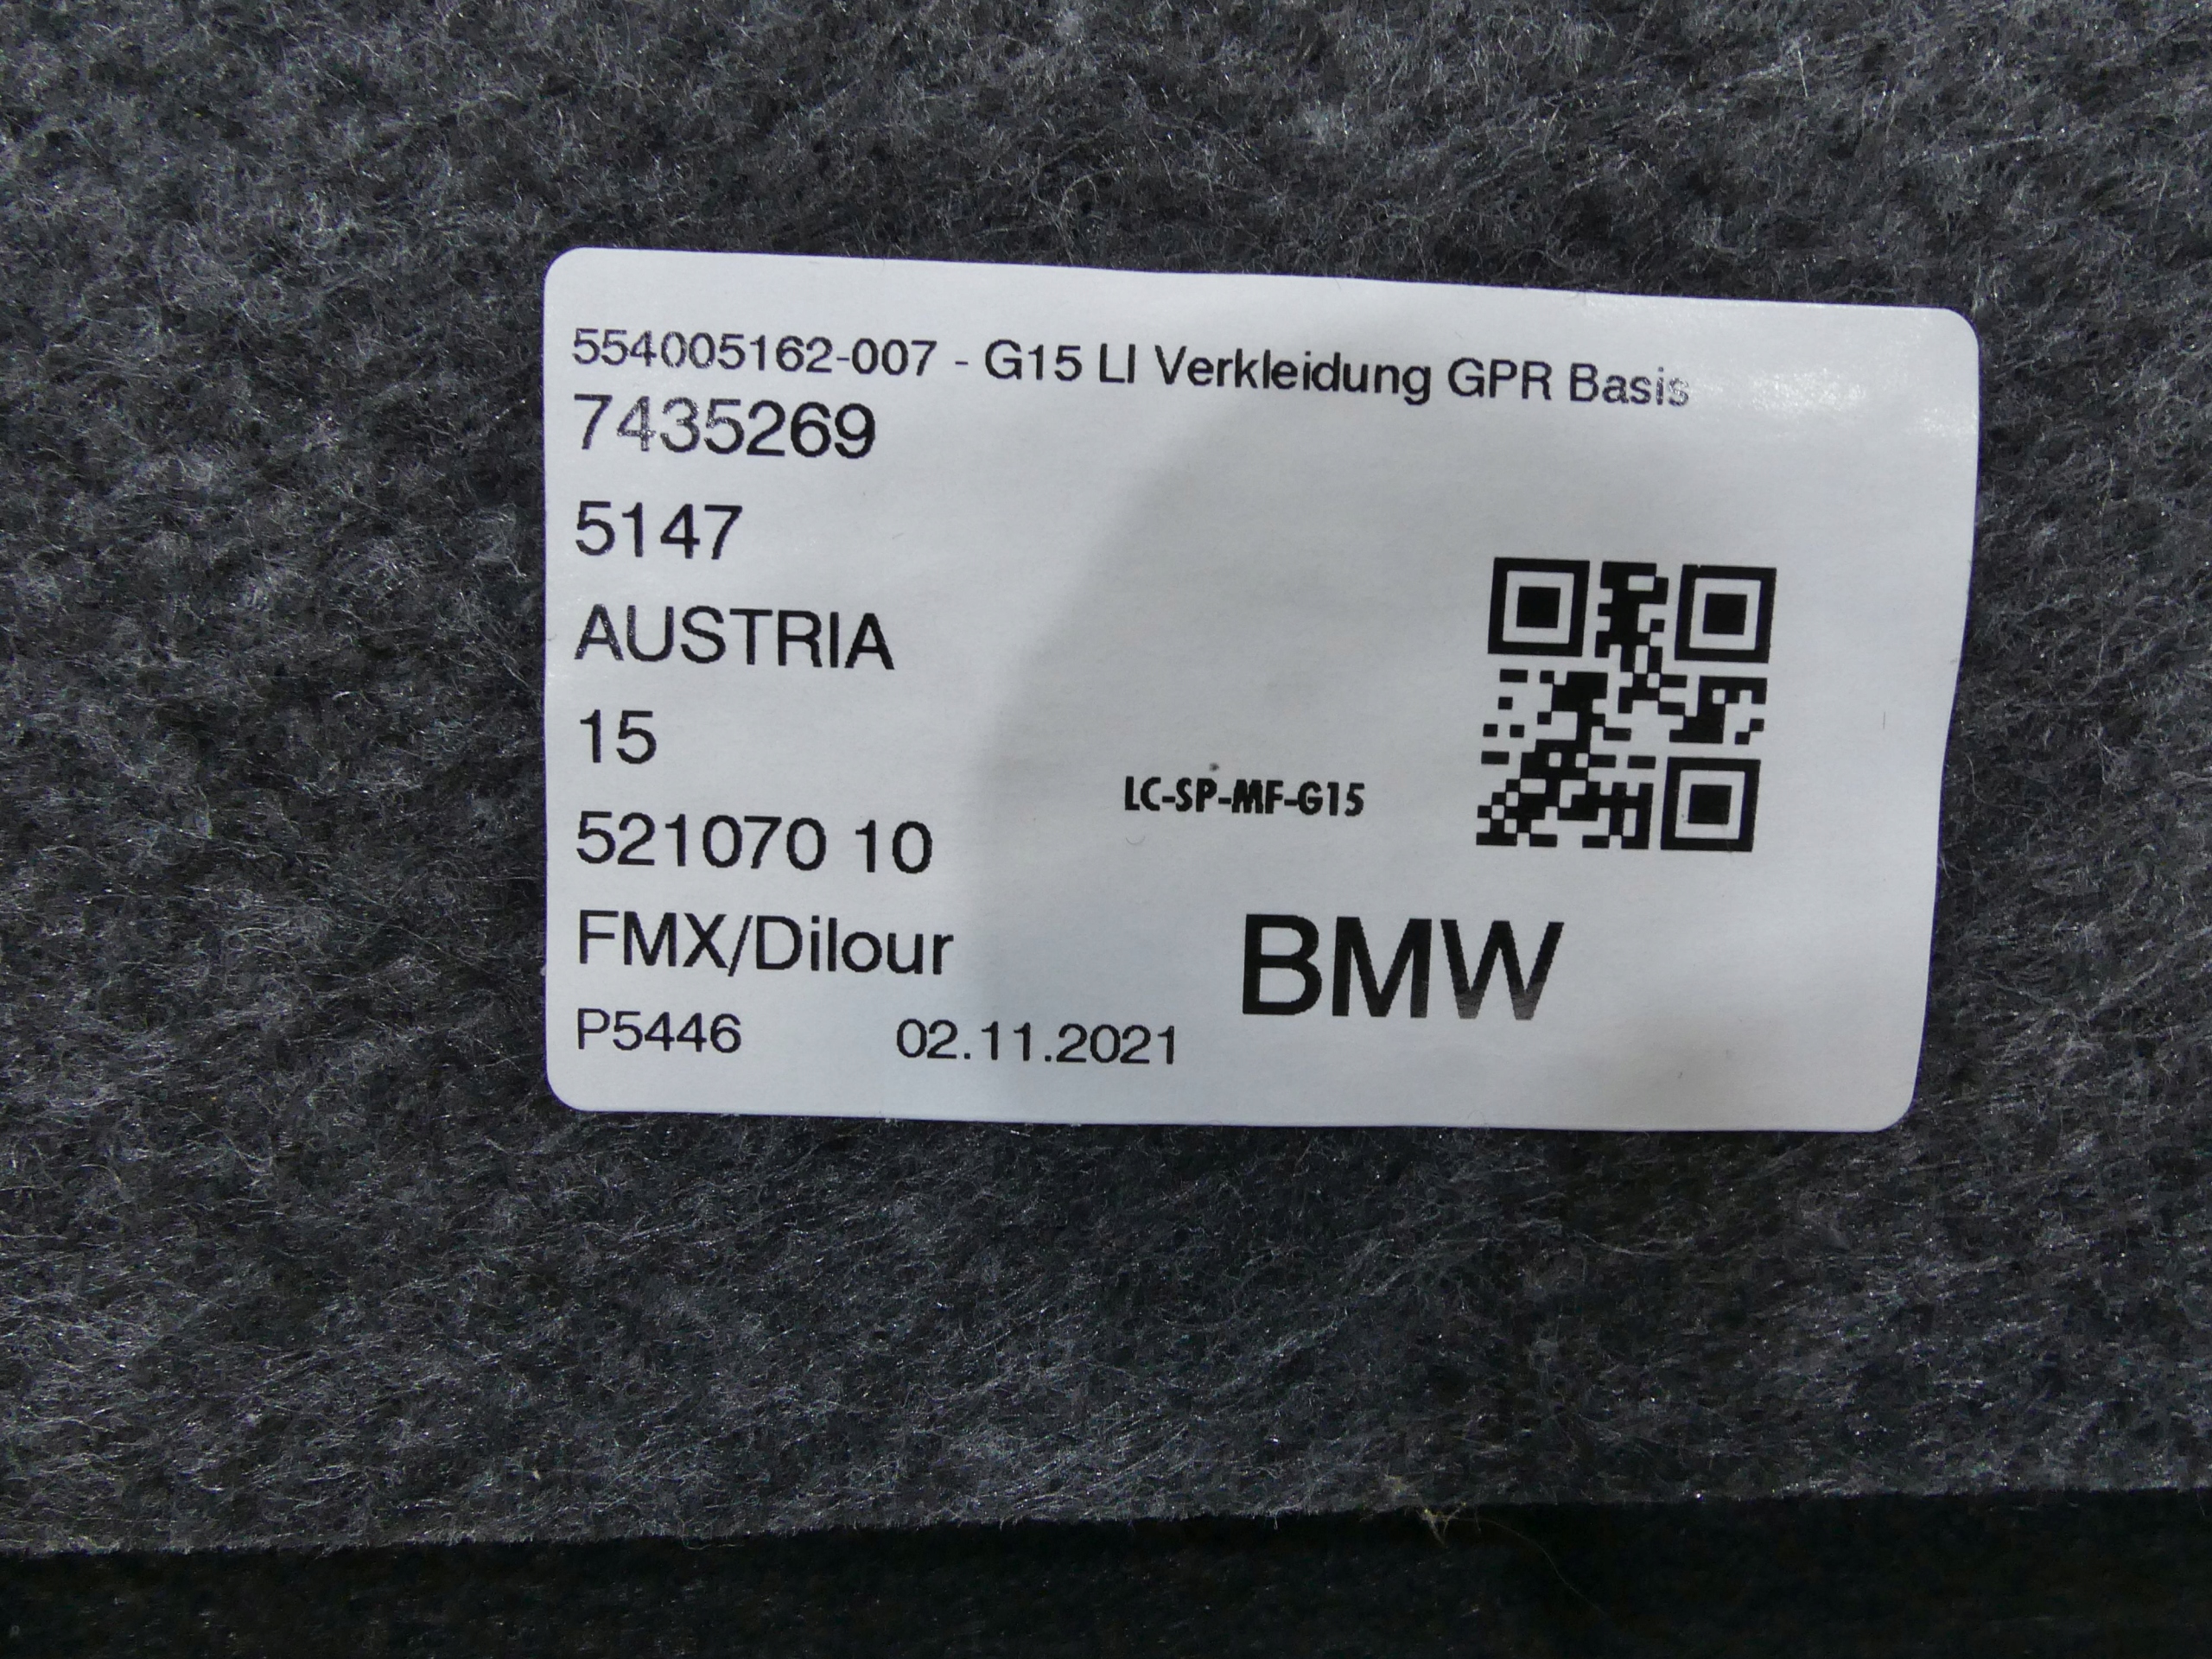 554005162-007 - G15 LI Verkleidung GPR Basis
7435269
5147
AUSTRIA
15
521070 10
LC-SP-MF-G15
FMX/Dilour
BMW
P5446 02.11.2021